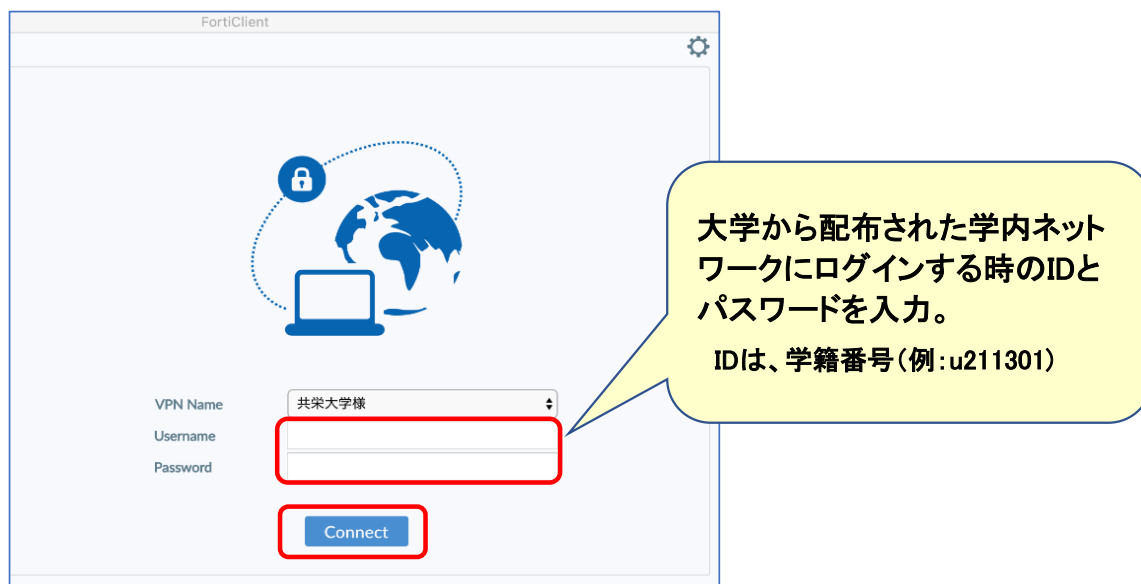 FortiClient
大学から配布された学内ネット
ワークにログインする時のIDと
パスワードを入力。
IDは、学籍番号(例:u211301)
VPN Name
共栄大学様
Username
Password
Connect